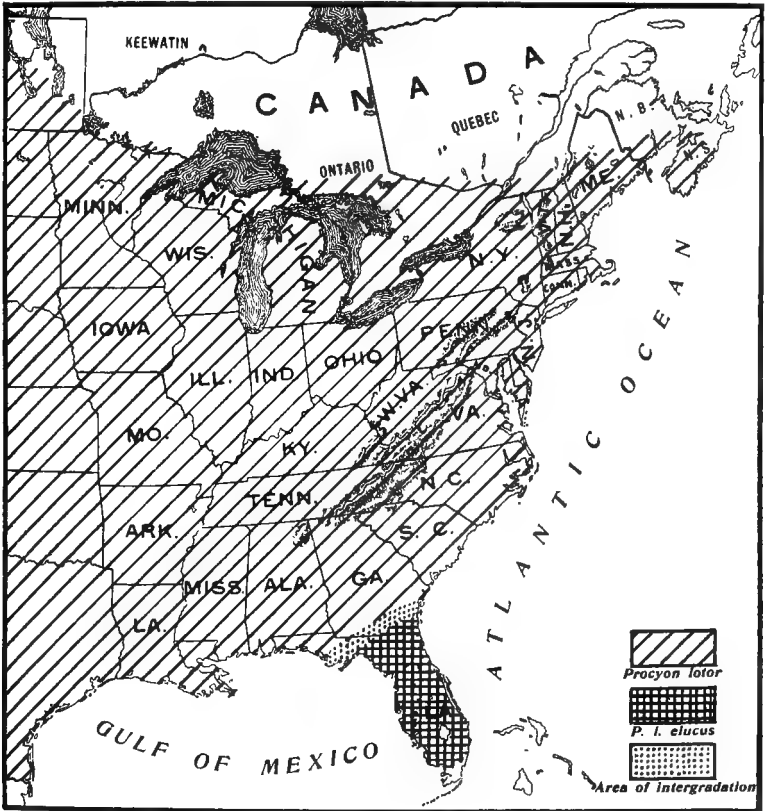 KEEWATIN
CANADA
QUEBEC
N.B.
N.S.
ONTARIO
ME.
MINN.
MICHIGAN
WIS.
N.Y.
MASS.
CONN.
IOWA
PENN.
ILL.
IND
OHIO
W.VA.
VA.
MO.
KY.
TENN.
N.C.
ARK.
S.C.
MISS.
ALA.
GA.
LA.
ATLANTIC OCEAN
GULF OF MEXICO
Procyon lotor
P. l. elucus
Area of intergradation